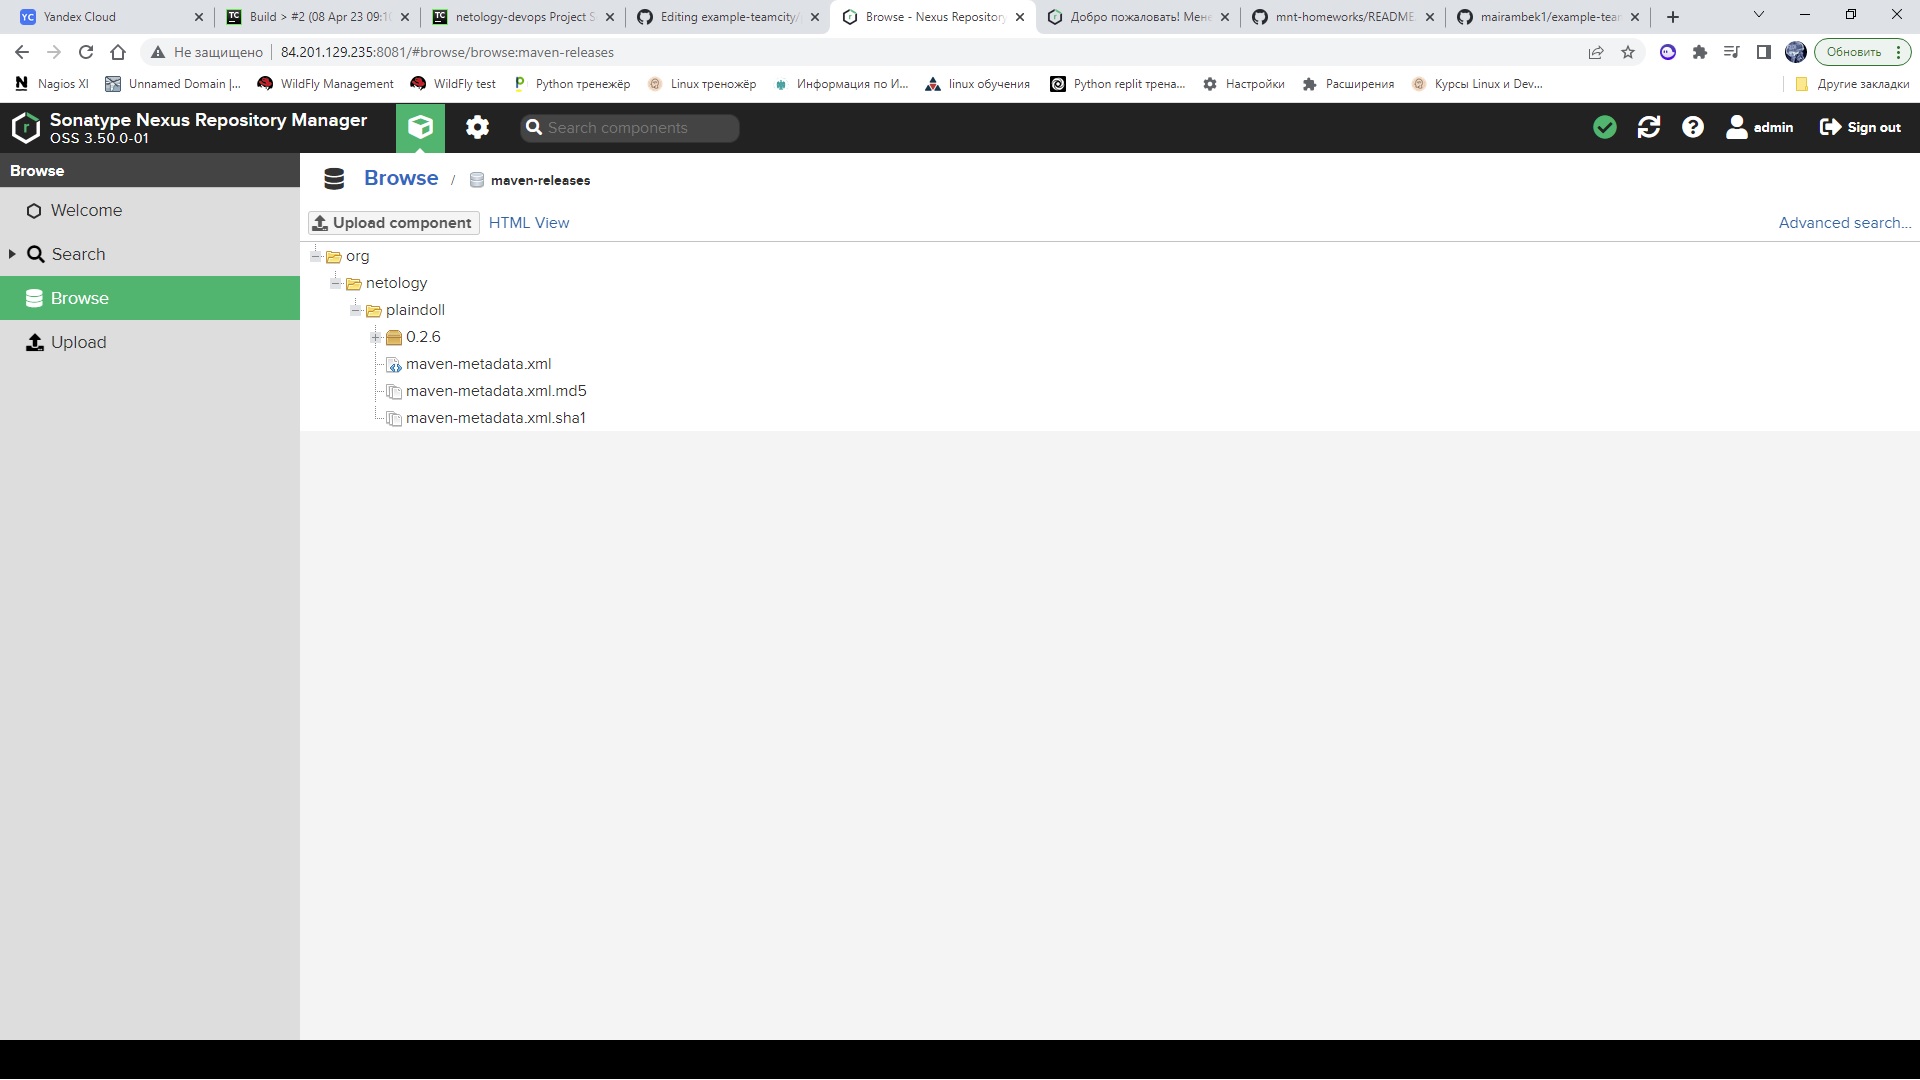 Yandex Cloud
Build > #2 (08 Apr 23 09:1
netology-devops Project S
Editing example-teamcity/
Browse - Nexus Repository
Добро пожаловать! Мене
mnt-homeworks/README.
mairambek1/example-tea
Не защищено
84.201.129.235:8081/#browse/browse:maven-releases
Обновить
Nagios XI
Unnamed Domain |...
WildFly Management
WildFly test
Python тренежёр
Linux треножёр
Информация по И...
linux обучения
Python replit трена...
Настройки
Расширения
Курсы Linux и Dev...
Другие закладки
Sonatype Nexus Repository Manager
OSS 3.50.0-01
Search components
admin
Sign out
Browse
Welcome
Search
Browse
Upload
Browse / maven-releases
Upload component
HTML View
Advanced search...
org
netology
plaindoll
0.2.6
maven-metadata.xml
maven-metadata.xml.md5
maven-metadata.xml.sha1